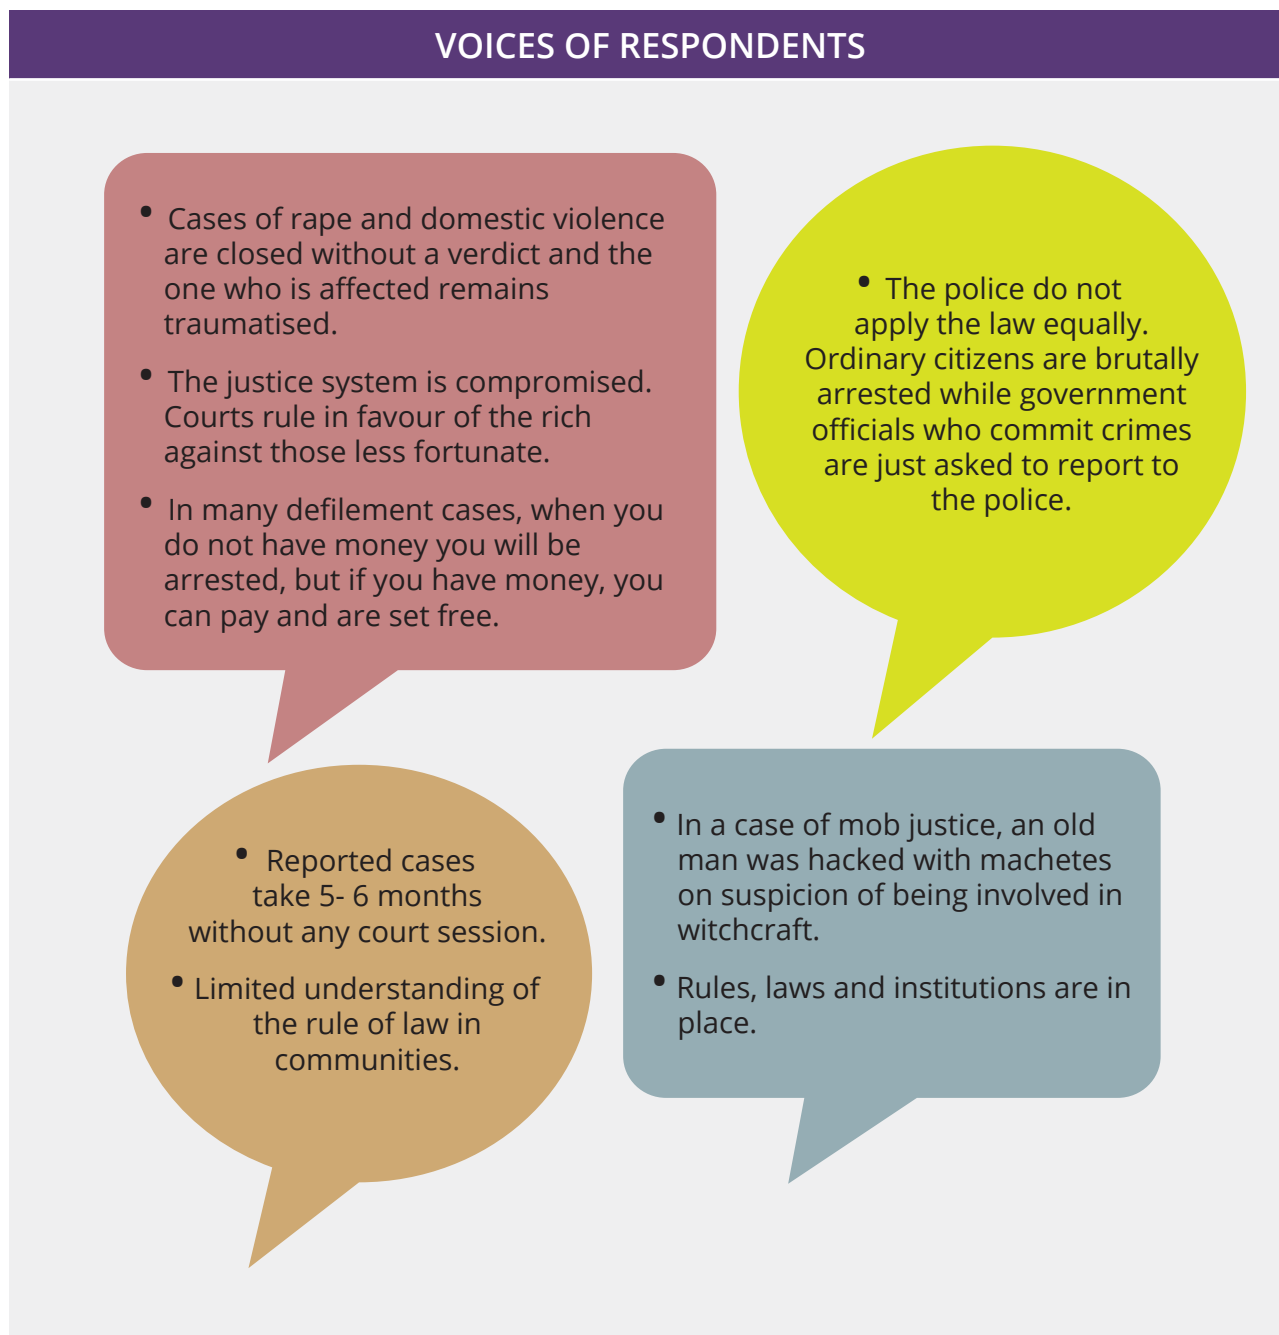 VOICES OF RESPONDENTS
• Cases of rape and domestic violence
are closed without a verdict and the
one who is affected remains
traumatised.
• The justice system is compromised.
Courts rule in favour of the rich
against those less fortunate.
• In many defilement cases, when you
do not have money you will be
arrested, but if you have money, you
can pay and are set free.
• The police do not
apply the law equally.
Ordinary citizens are brutally
arrested while government
officials who commit crimes
are just asked to report to
the police.
• Reported cases
take 5- 6 months
without any court session.
• Limited understanding of
the rule of law in
communities.
• In a case of mob justice, an old
man was hacked with machetes
on suspicion of being involved in
witchcraft.
• Rules, laws and institutions are in
place.